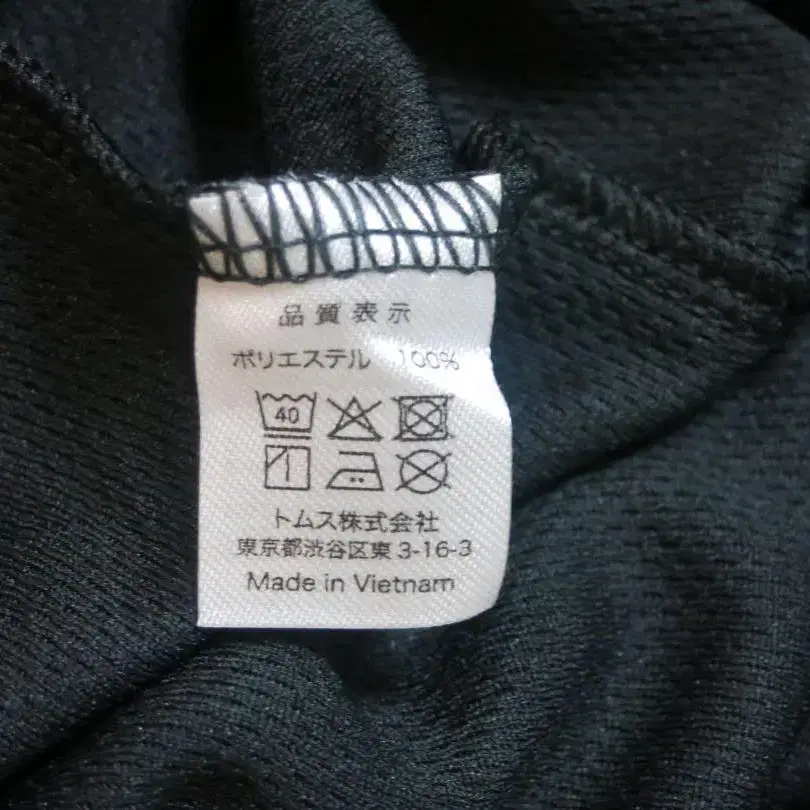 品質表示
ポリエステル 100%
40
トムス株式会社
東京都渋谷区東3-16-3
Made in Vietnam